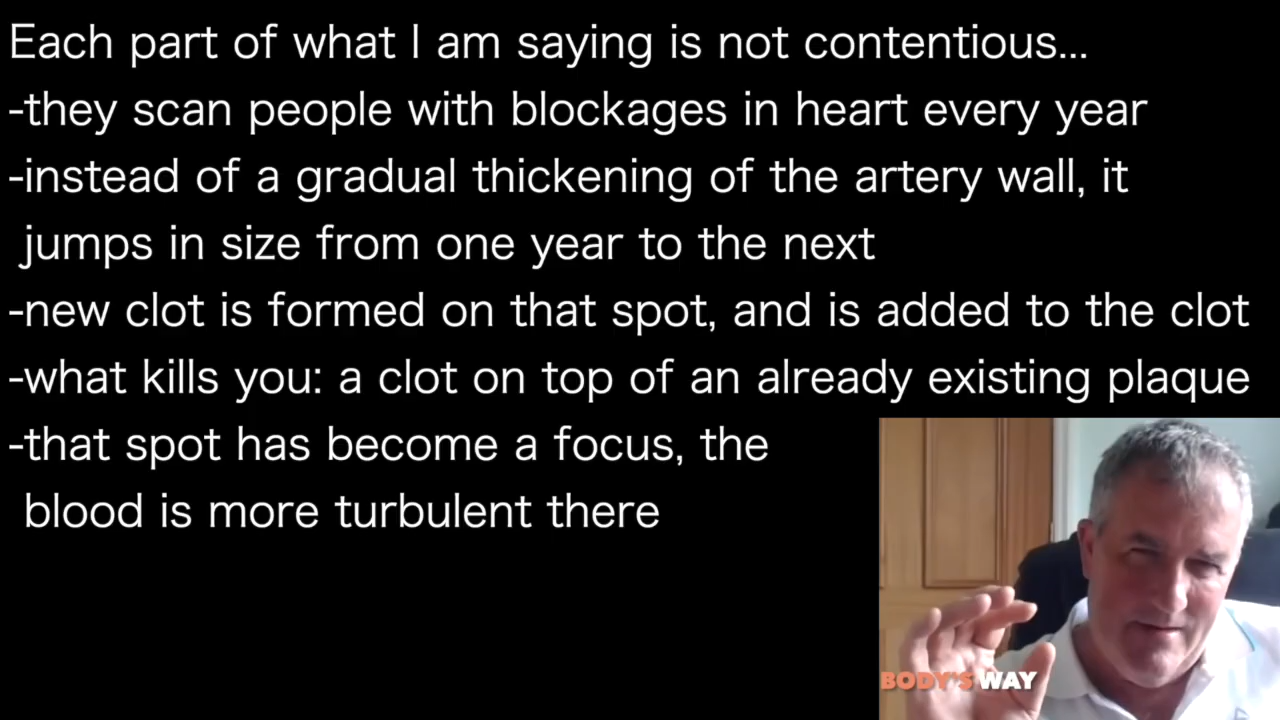 Each part of what I am saying is not contentious...
-they scan people with blockages in heart every year
-instead of a gradual thickening of the artery wall, it
jumps in size from one year to the next
-new clot is formed on that spot, and is added to the clot
-what kills you: a clot on top of an already existing plaque
-that spot has become a focus, the
blood is more turbulent there
BODY'S WAY